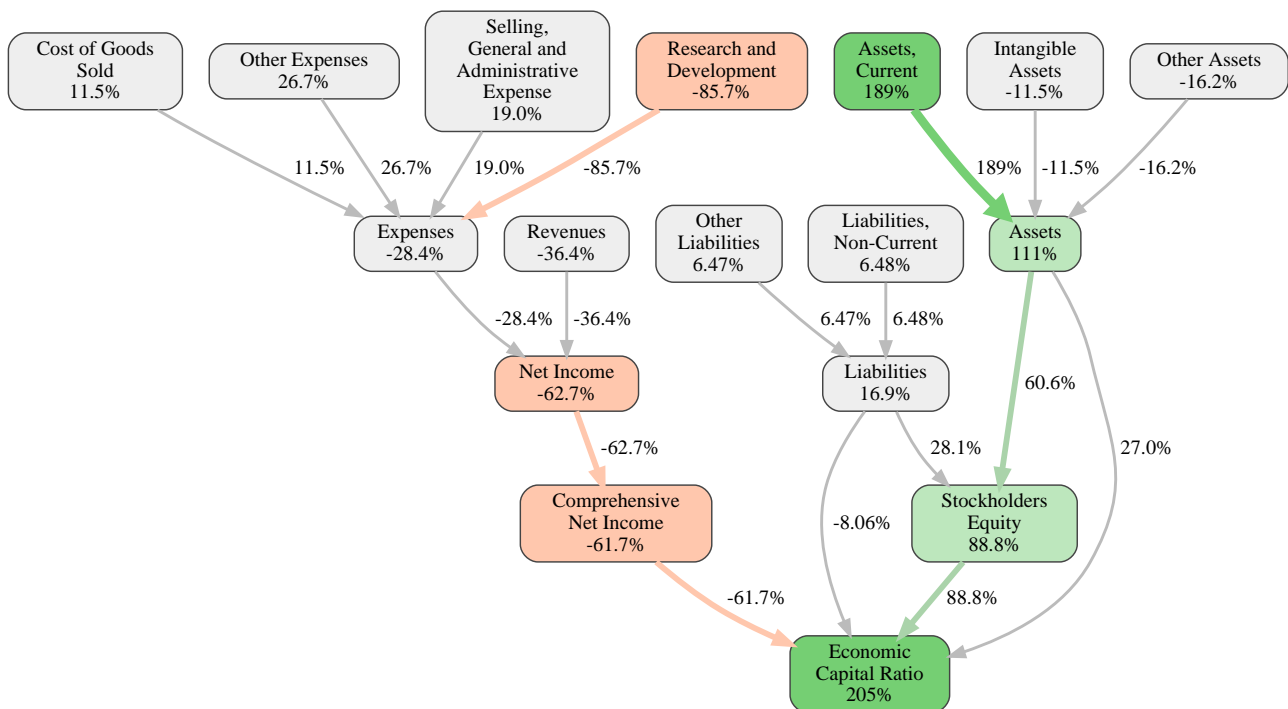 Cost of Goods
Sold
11.5%
Other Expenses
26.7%
Selling,
General and
Administrative
Expense
19.0%
Research and
Development
-85.7%
Assets,
Current
189%
Intangible
Assets
-11.5%
Other Assets
-16.2%
11.5%
26.7%
19.0%
-85.7%
189%
-11.5%
-16.2%
Expenses
-28.4%
Revenues
-36.4%
Other
Liabilities
6.47%
Liabilities,
Non-Current
6.48%
Assets
111%
-28.4%
-36.4%
6.47%
6.48%
Net Income
-62.7%
Liabilities
16.9%
60.6%
-62.7%
28.1%
27.0%
Comprehensive
Net Income
-61.7%
-8.06%
Stockholders
Equity
88.8%
-61.7%
88.8%
Economic
Capital Ratio
205%